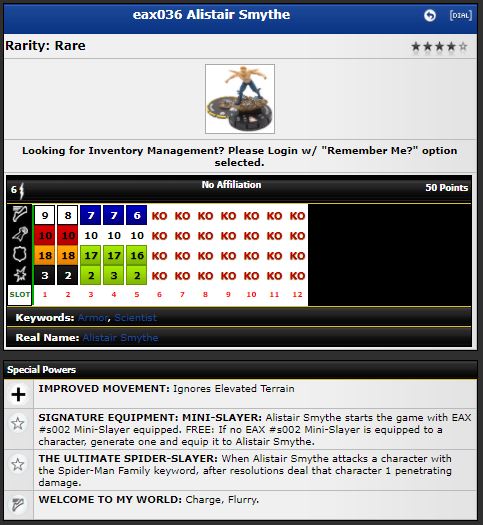 eax036 Alistair Smythe [DIAL]
Rarity: Rare
Looking for Inventory Management? Please Login w/ "Remember Me?" option
selected.
6 No Affiliation 50 Points
9 8 7 7 6 KO KO KO KO KO KO KO
10 10 10 10 10 KO KO KO KO KO KO KO
18 18 17 17 16 KO KO KO KO KO KO KO
3 2 2 3 2 KO KO KO KO KO KO KO
SLOT 1 2 3 4 5 6 7 8 9 10 11 12
Keywords: Armor, Scientist
Real Name: Alistair Smythe
Special Powers
IMPROVED MOVEMENT: Ignores Elevated Terrain
SIGNATURE EQUIPMENT: MINI-SLAYER: Alistair Smythe starts the game with EAX
#s002 Mini-Slayer equipped. FREE: If no EAX #s002 Mini-Slayer is equipped to a
character, generate one and equip it to Alistair Smythe.
THE ULTIMATE SPIDER-SLAYER: When Alistair Smythe attacks a character with
the Spider-Man Family keyword, after resolutions deal that character 1 penetrating
damage.
WELCOME TO MY WORLD: Charge, Flurry.